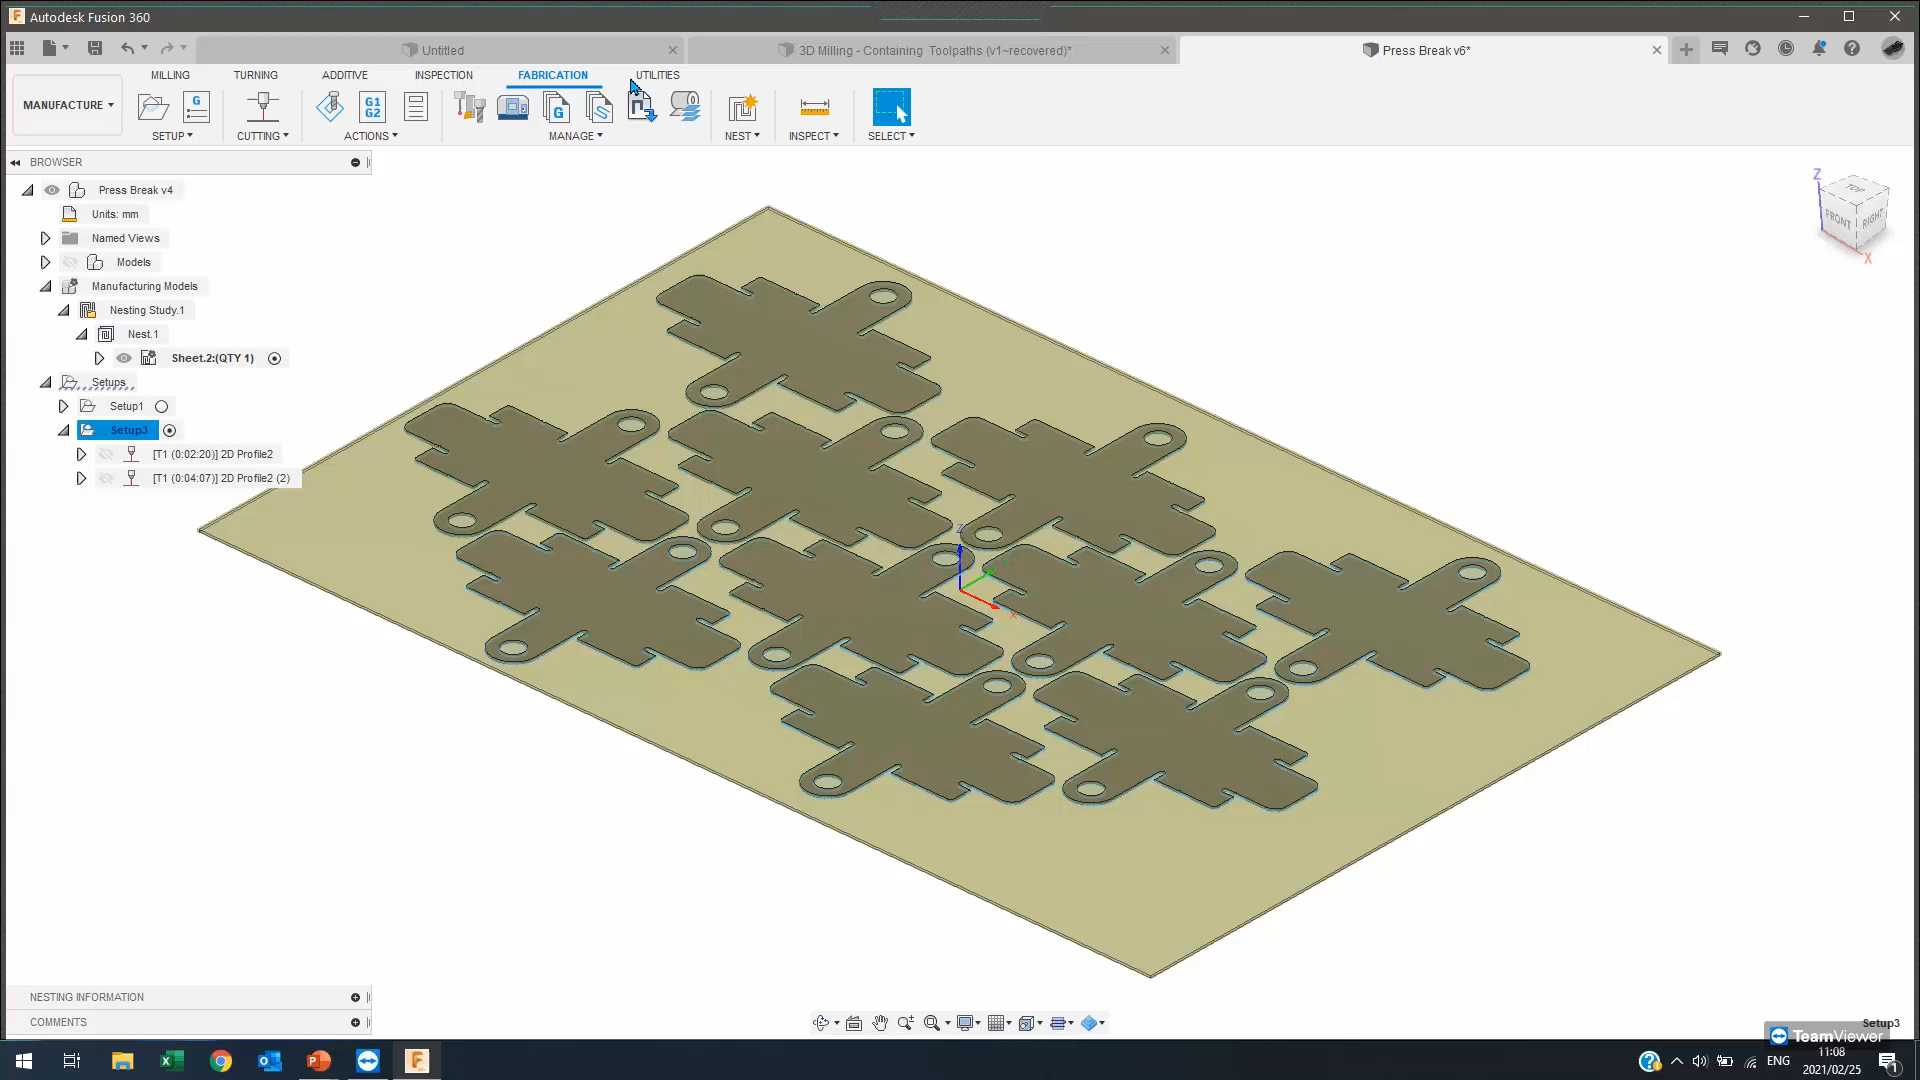 Autodesk Fusion 360
Untitled
3D Milling - Containing Toolpaths (v1~recovered)*
Press Break v6*
MILLING TURNING ADDITIVE INSPECTION FABRICATION UTILITIES
MANUFACTURE
G G1 G2 G
SETUP CUTTING ACTIONS MANAGE NEST INSPECT SELECT
BROWSER
Press Break v4
Units: mm
Named Views
Models
Manufacturing Models
Nesting Study.1
Nest.1
Sheet.2:(QTY 1)
Setups
Setup1
Setup3
[T1 (0:02:20)] 2D Profile2
[T1 (0:04:07)] 2D Profile2 (2)
Z
TOP
FRONT
RIGHT
X
Z
X
NESTING INFORMATION
COMMENTS
Setup3
TeamViewer
ENG
11:08
2021/02/25
1